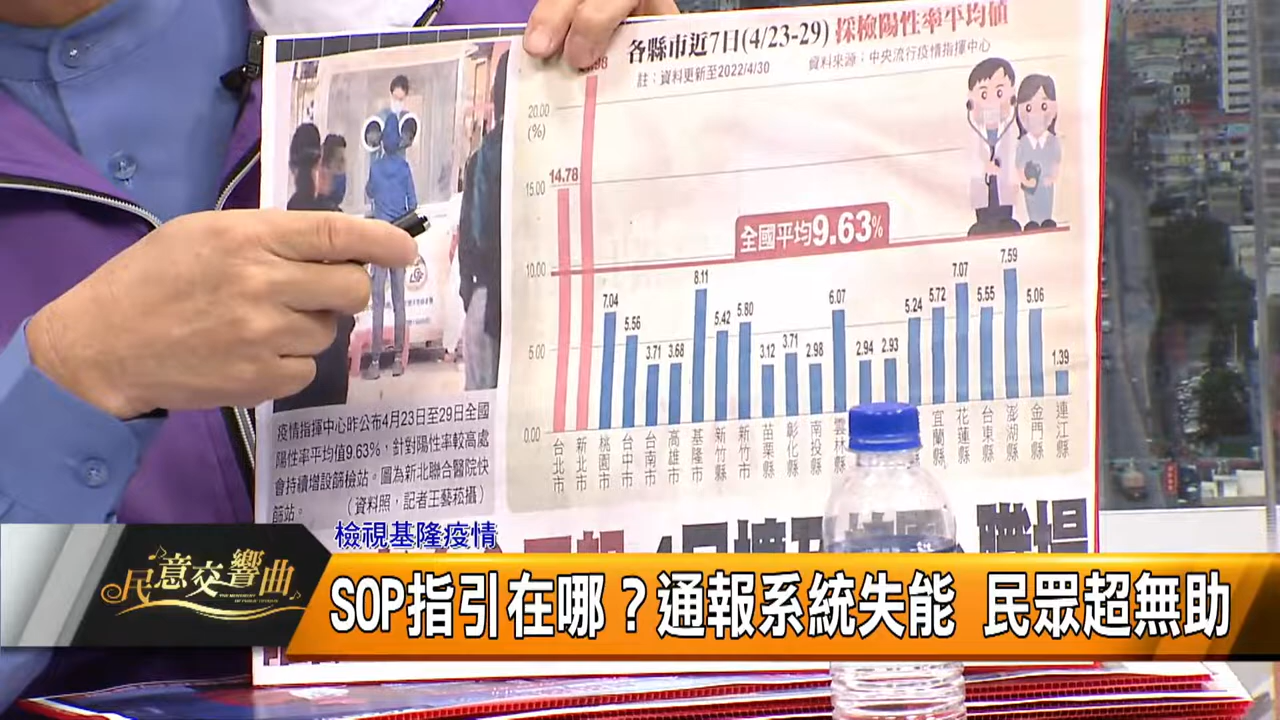 各縣市近7日(4/23-29) 採檢陽性率平均值
註：資料更新至2022/4/30
資料來源：中央流行疫情指揮中心
20.00
(%)
15.00
10.00
5.00
0.00
全國平均9.63%
14.78
7.04
5.56
3.71
3.68
8.11
5.42
5.80
3.12
3.71
2.98
6.07
2.94
2.93
5.24
5.72
7.07
5.55
7.59
5.06
1.39
台北市
新北市
桃園市
台中市
台南市
高雄市
基隆市
新竹縣
新竹市
苗栗縣
彰化縣
南投縣
雲林縣
宜蘭縣
花蓮縣
台東縣
澎湖縣
金門縣
連江縣
疫情指揮中心昨公布4月23日至29日全國
陽性率平均值9.63%，針對陽性率較高處
會持續增設篩檢站。圖為新北聯合醫院快
篩站。（資料照，記者王藝菘攝）
職場
檢視基隆疫情
民意交響曲
SOP指引在哪？通報系統失能 民眾超無助